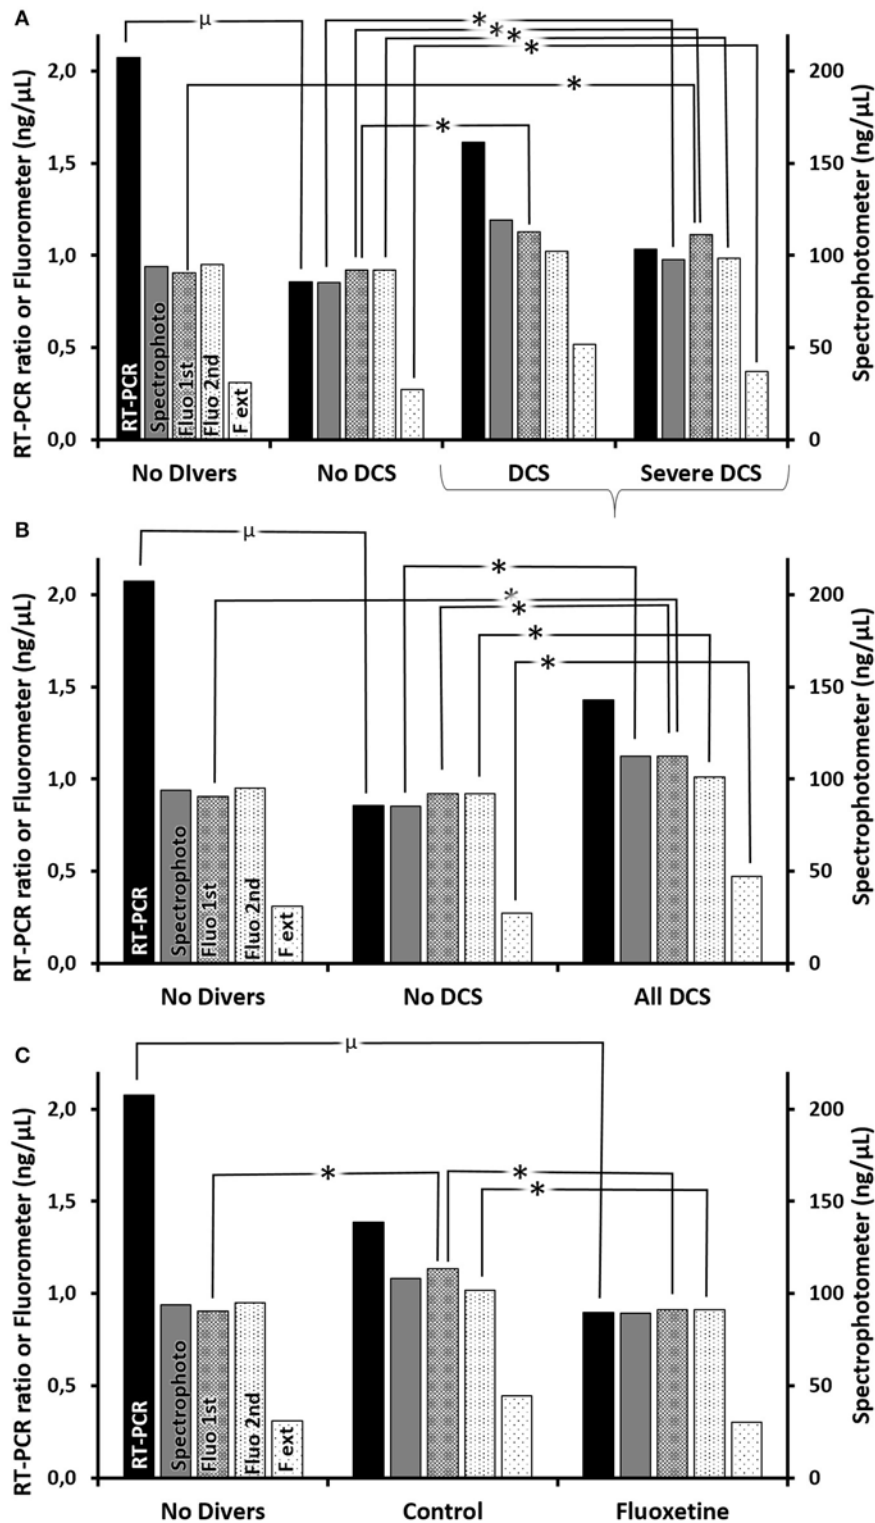 A
μ
*
*
*
*
*
*
RT-PCR ratio or Fluorometer (ng/μL)
2,0
1,5
1,0
0,5
0,0
RT-PCR
Spectrophoto
Fluo 1st
Fluo 2nd
F ext
200
150
100
50
0
Spectrophotometer (ng/μL)
No DIvers No DCS DCS Severe DCS
B
μ
*
*
*
*
*
RT-PCR ratio or Fluorometer (ng/μL)
2,0
1,5
1,0
0,5
0,0
RT-PCR
Spectrophoto
Fluo 1st
Fluo 2nd
F ext
200
150
100
50
0
Spectrophotometer (ng/μL)
No Divers No DCS All DCS
C
μ
*
*
*
RT-PCR ratio or Fluorometer (ng/μL)
2,0
1,5
1,0
0,5
0,0
RT-PCR
Spectrophoto
Fluo 1st
Fluo 2nd
F ext
200
150
100
50
0
Spectrophotometer (ng/μL)
No Divers Control Fluoxetine